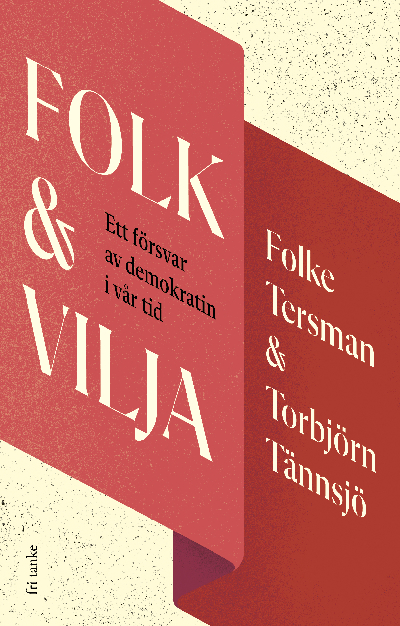 FOLK
&
VILJA
Ett försvar
av demokratin
i vår tid
Folke
Tersman
&
Torbjörn
Tännsjö
fri tanke